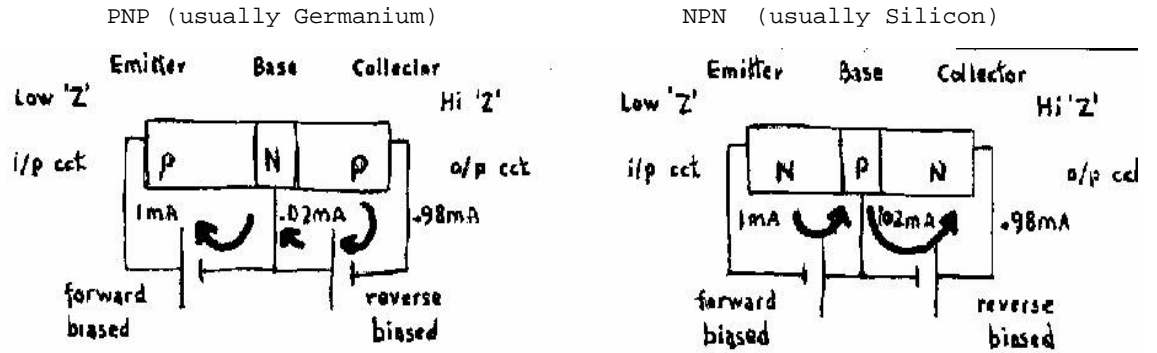 PNP (usually Germanium)
Emitter Base Collector
Low 'Z'
Hi 'Z'
i/p cct
P N P
o/p cct
1mA .02mA .98mA
forward biased
reverse biased
NPN (usually Silicon)
Emitter Base Collector
Low 'Z'
Hi 'Z'
i/p cct
N P N
o/p cct
1mA .02mA .98mA
forward biased
reverse biased